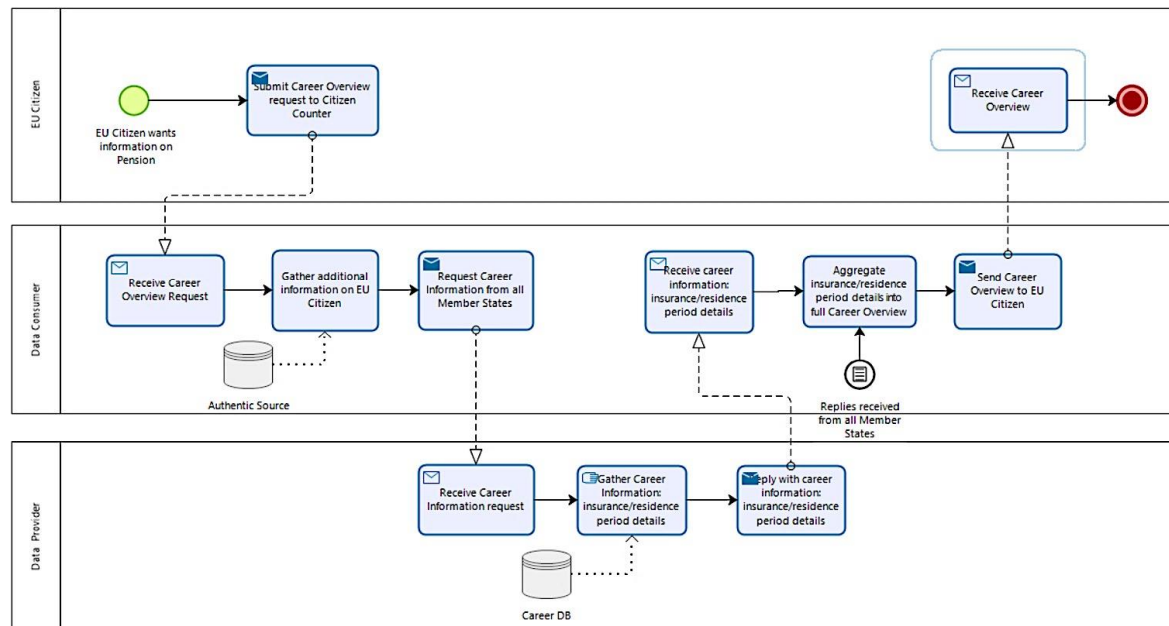 EU Citizen
Submit Career Overview
request to Citizen
Counter
EU Citizen wants
information on
Pension
Receive Career
Overview
Data Consumer
Receive Career
Overview Request
Gather additional
information on EU
Citizen
Request Career
Information from all
Member States
Receive career
information:
insurance/residence
period details
Aggregate
insurance/residence
period details into
full Career Overview
Send Career
Overview to EU
Citizen
Authentic Source
Replies received
from all Member
States
Data Provider
Receive Career
Information request
Gather Career
Information:
insurance/residence
period details
Reply with career
information:
insurance/residence
period details
Career DB